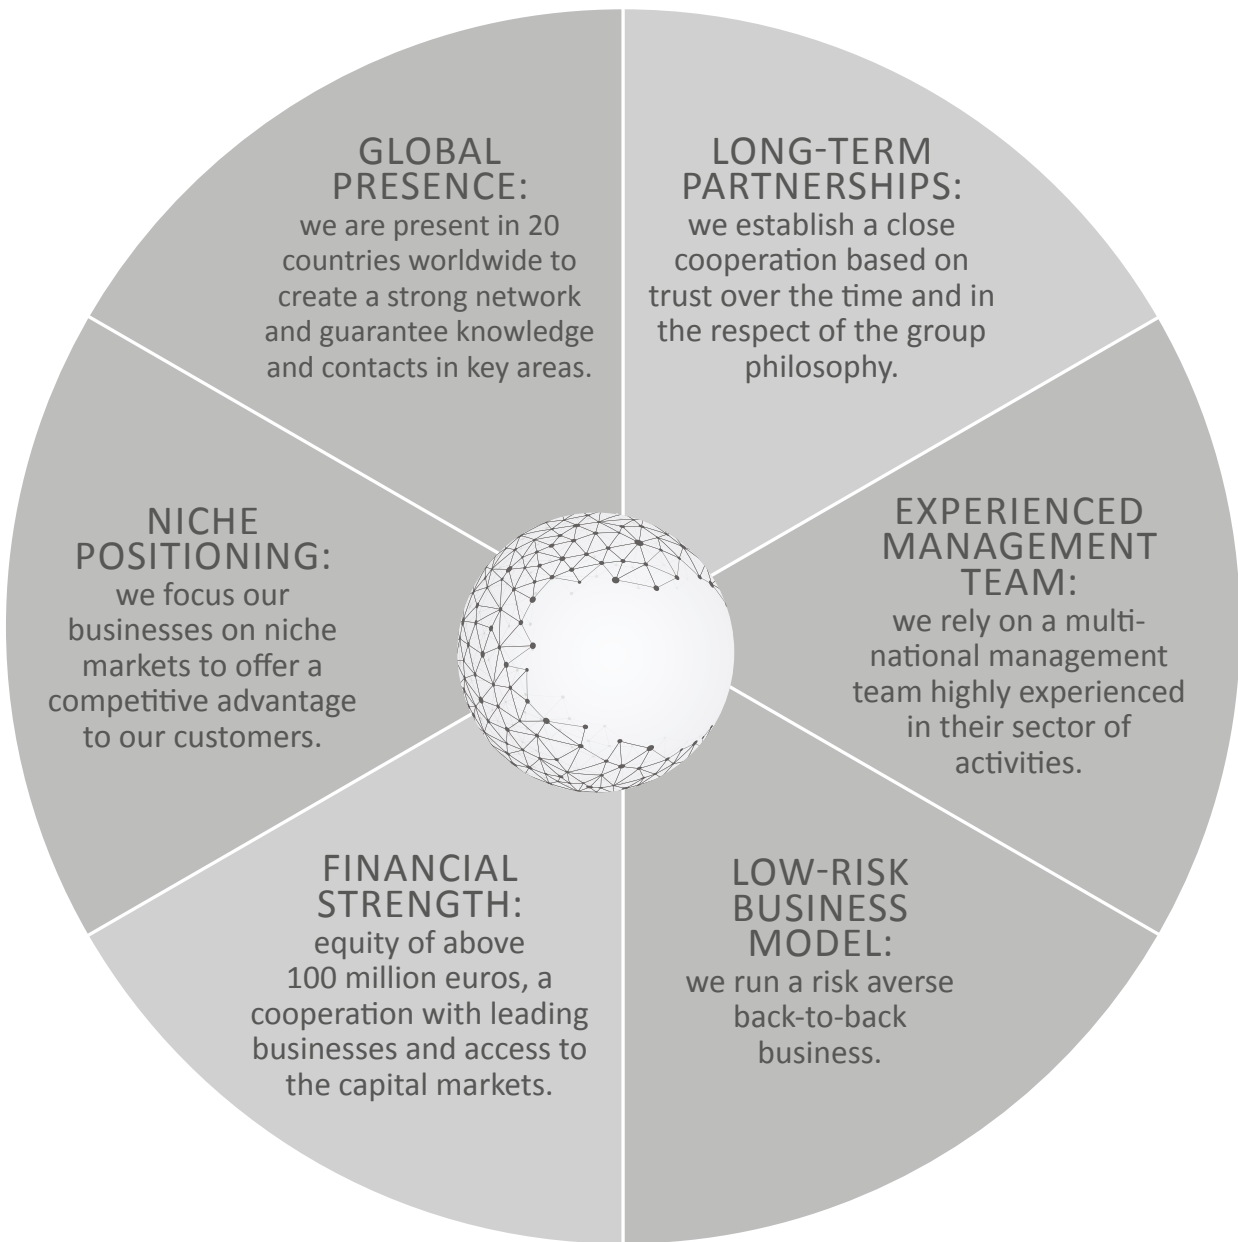 GLOBAL
PRESENCE:
we are present in 20
countries worldwide to
create a strong network
and guarantee knowledge
and contacts in key areas.
LONG-TERM
PARTNERSHIPS:
we establish a close
cooperation based on
trust over the time and in
the respect of the group
philosophy.
EXPERIENCED
MANAGEMENT
TEAM:
we rely on a multi-
national management
team highly experienced
in their sector of
activities.
LOW-RISK
BUSINESS
MODEL:
we run a risk averse
back-to-back
business.
FINANCIAL
STRENGTH:
equity of above
100 million euros, a
cooperation with leading
businesses and access to
the capital markets.
NICHE
POSITIONING:
we focus our
businesses on niche
markets to offer a
competitive advantage
to our customers.